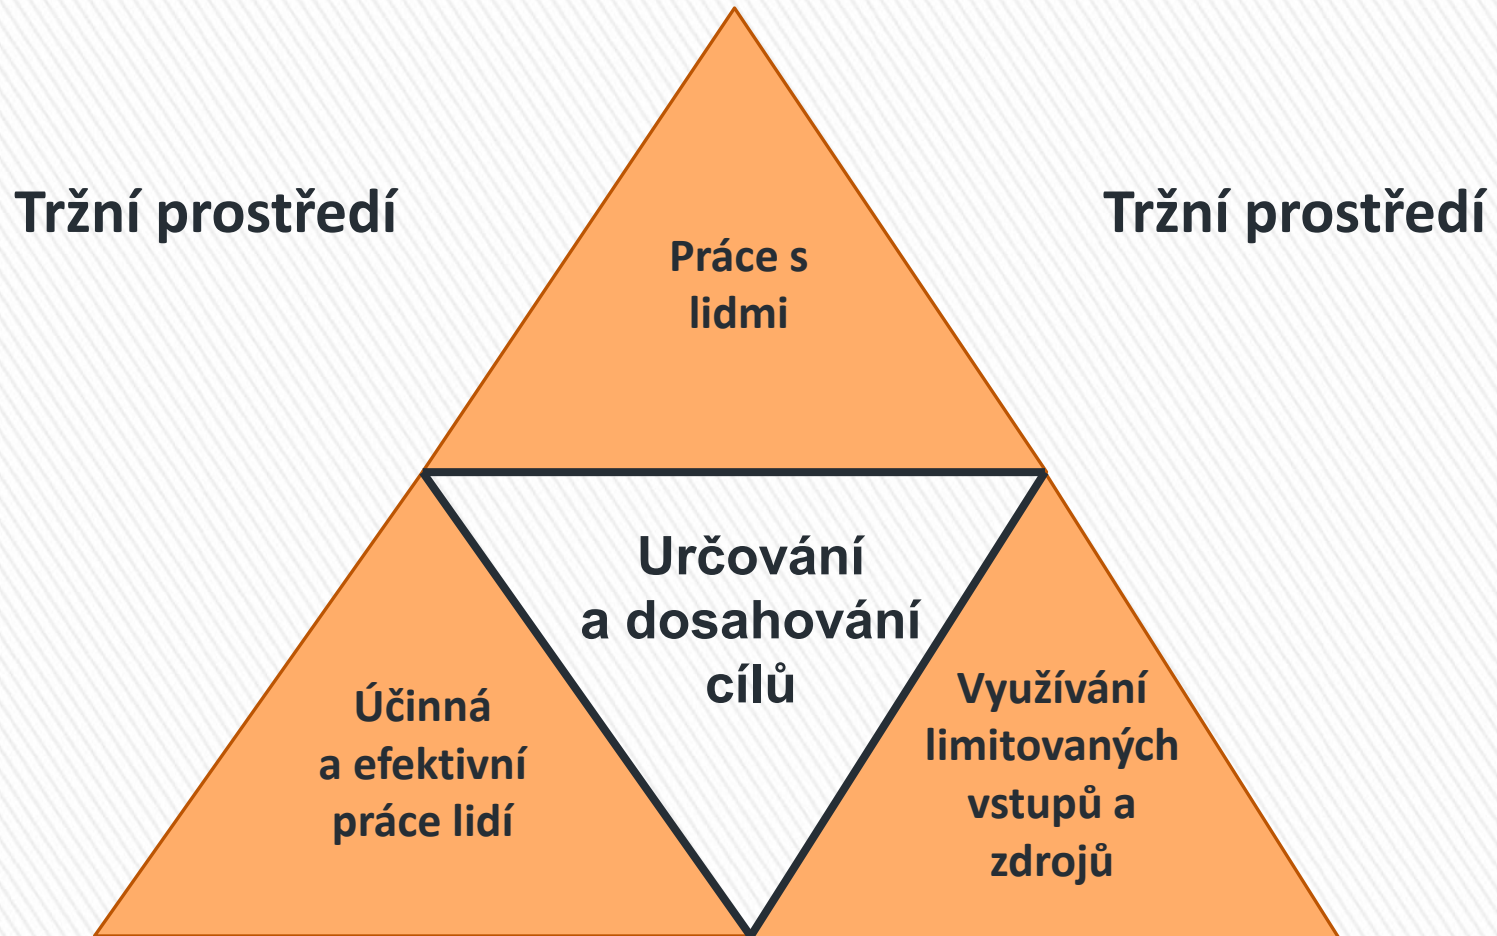 Tržní prostředí
Tržní prostředí
Práce s
lidmi
Určování
a dosahování
cílů
Účinná
a efektivní
práce lidí
Využívání
limitovaných
vstupů a
zdrojů